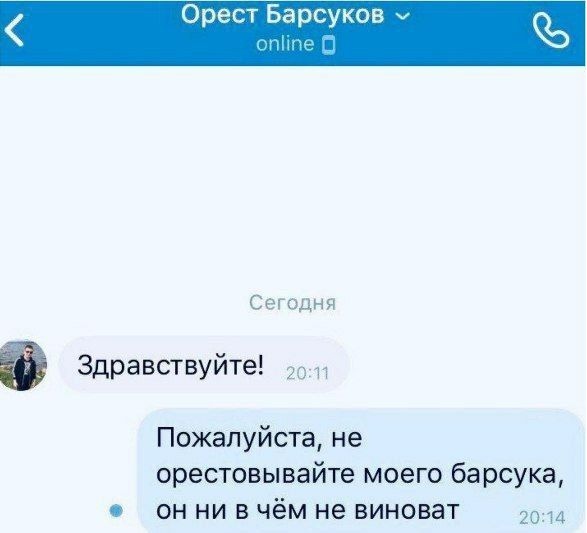 Орест Барсуков
online
Сегодня
Здравствуйте! 20:11
Пожалуйста, не
орестовывайте моего барсука,
он ни в чём не виноват 20:14